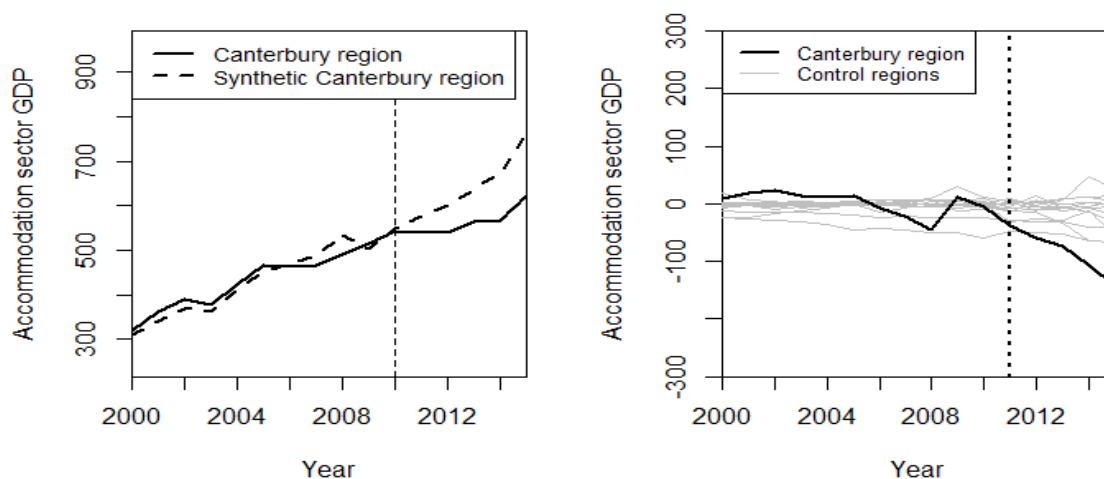 Accommodation sector GDP
900
700
500
300
Canterbury region
Synthetic Canterbury region
2000 2004 2008 2012
Year
Accommodation sector GDP
300
200
100
0
-100
-300
Canterbury region
Control regions
2000 2004 2008 2012
Year